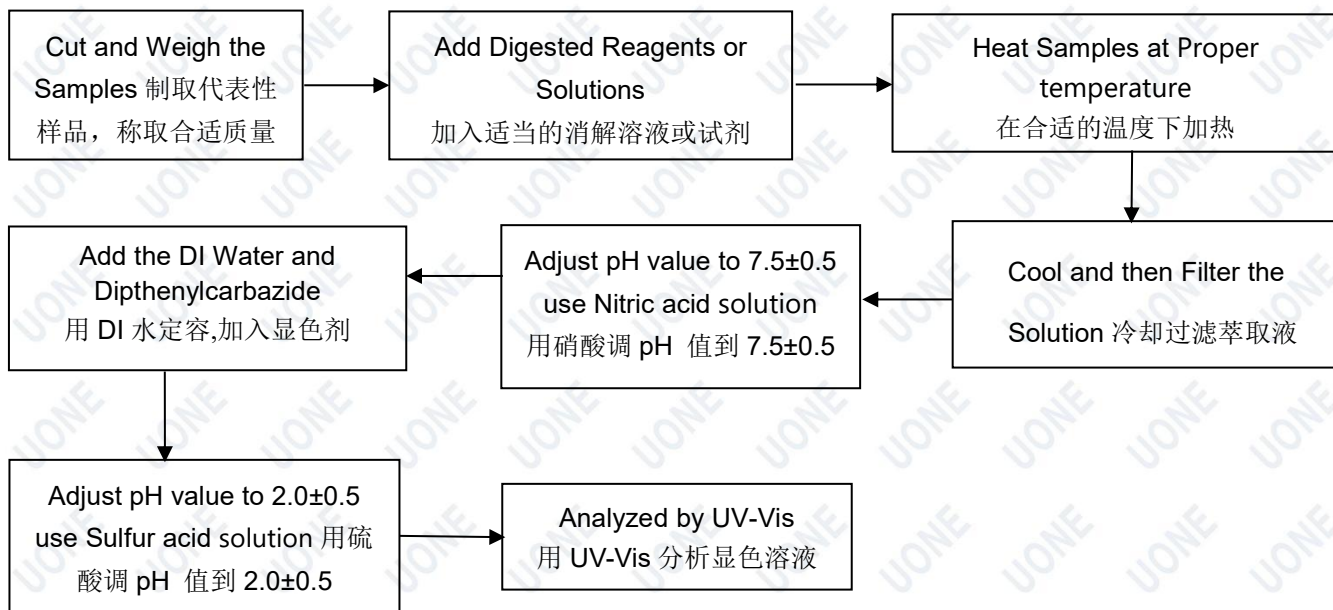 Cut and Weigh the
Samples 制取代表性
样品，称取合适质量
Add Digested Reagents or
Solutions
加入适当的消解溶液或试剂
Heat Samples at Proper
temperature
在合适的温度下加热
Cool and then Filter the
Solution 冷却过滤萃取液
Adjust pH value to 7.5±0.5
use Nitric acid solution
用硝酸调 pH 值到 7.5±0.5
Add the DI Water and
Dipthenylcarbazide
用 DI 水定容,加入显色剂
Adjust pH value to 2.0±0.5
use Sulfur acid solution 用硫
酸调 pH 值到 2.0±0.5
Analyzed by UV-Vis
用 UV-Vis 分析显色溶液
UONE